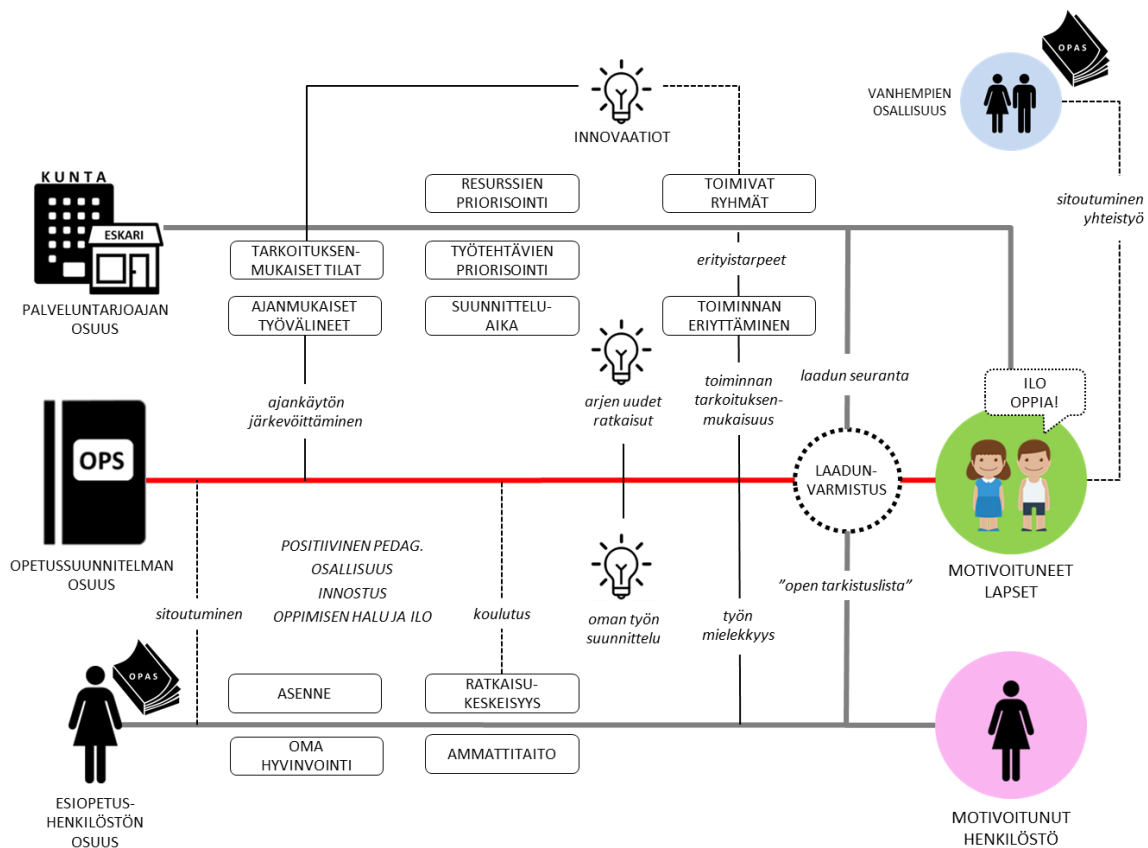 OPAS
VANHEMPIEN
OSALLISUUS
INNOVAATIOT
KUNTA
ESKARI
PALVELUNTARJOAJAN
OSUUS
RESURSSIEN
PRIORISOINTI
TOIMIVAT
RYHMÄT
sitoutuminen
yhteistyö
TARKOITUKSEN-
MUKAISET TILAT
TYÖTEHTÄVIEN
PRIORISOINTI
erityistarpeet
AJANMUKAISET
TYÖVÄLINEET
SUUNNITTELU-
AIKA
TOIMINNAN
ERIYTTÄMINEN
ajankäytön
järkevöittäminen
arjen uudet
ratkaisut
toiminnan
tarkoituksen-
mukaisuus
laadun seuranta
ILO
OPPIA!
OPS
OPETUSSUUNNITELMAN
OSUUS
LAADUN-
VARMISTUS
MOTIVOITUNEET
LAPSET
POSITIIVINEN PEDAG.
OSALLISUUS
INNOSTUS
OPPIMISEN HALU JA ILO
sitoutuminen
koulutus
oman työn
suunnittelu
työn
mielekkyys
”open tarkistuslista”
OPAS
ASENNE
RATKAISU-
KESKEISYYS
OMA
HYVINVOINTI
AMMATTITAITO
ESIOPETUS-
HENKILÖSTÖN
OSUUS
MOTIVOITUNUT
HENKILÖSTÖ